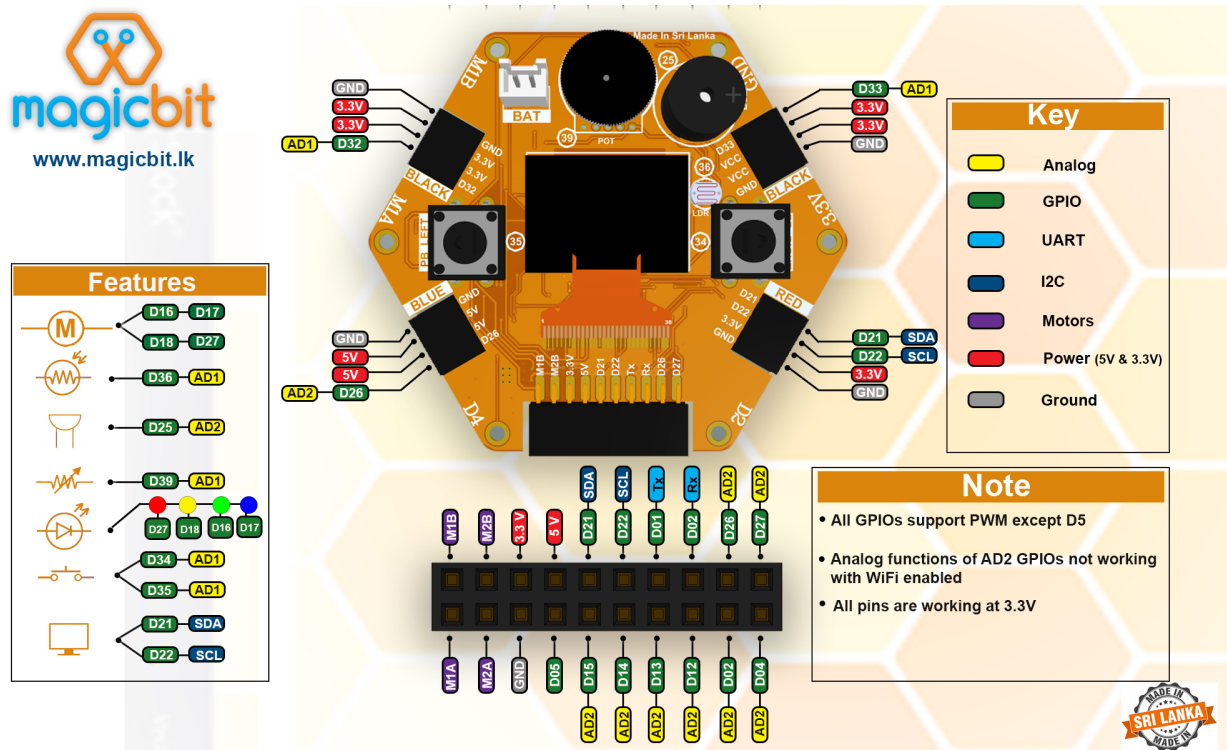 magicbit
www.magicbit.lk
Features
M
D16 D17
D18 D27
D36 AD1
D25 AD2
D39 AD1
D27 D18 D16 D17
D34 AD1
D35 AD1
D21 SDA
D22 SCL
GND
3.3V
3.3V
AD1 D32
GND
5V
5V
AD2 D26
Made In Sri Lanka
M1B
GND
BAT
25
39
POT
GND
3.3V
3.3V
D32
BLACK
36
LDR
D33
VCC
VCC
GND
BLACK
M1A
3.3V
PB LEFT
35
34
BLUE
GND
5V
5V
D26
RED
D21
D22
3.3V
GND
M1B M2B 3.3V 5V D21 D22 Tx Rx D26 D27
D4
D2
D33 AD1
3.3V
3.3V
GND
D21 SDA
D22 SCL
3.3V
GND
SDA SCL Tx Rx AD2 AD2
M1B M2B 3.3 V 5 V D21 D22 D01 D02 D26 D27
M1A M2A GND D05 D15 D14 D13 D12 D02 D04
AD2 AD2 AD2 AD2 AD2 AD2
Key
Analog
GPIO
UART
I2C
Motors
Power (5V & 3.3V)
Ground
Note
• All GPIOs support PWM except D5
• Analog functions of AD2 GPIOs not working
with WiFi enabled
• All pins are working at 3.3V
MADE IN
SRI LANKA
MADE IN